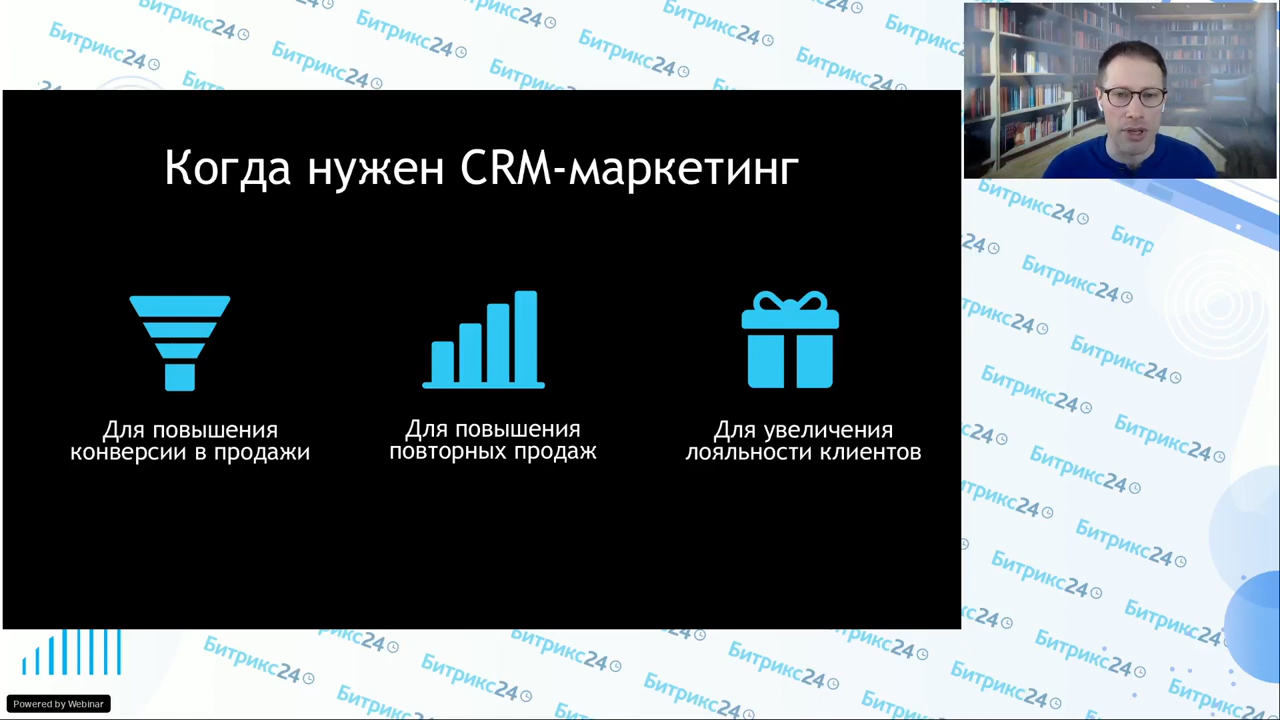 Когда нужен CRM-маркетинг
Для повышения
конверсии в продажи
Для повышения
повторных продаж
Для увеличения
лояльности клиентов
Битрикс24
Powered by Webinar